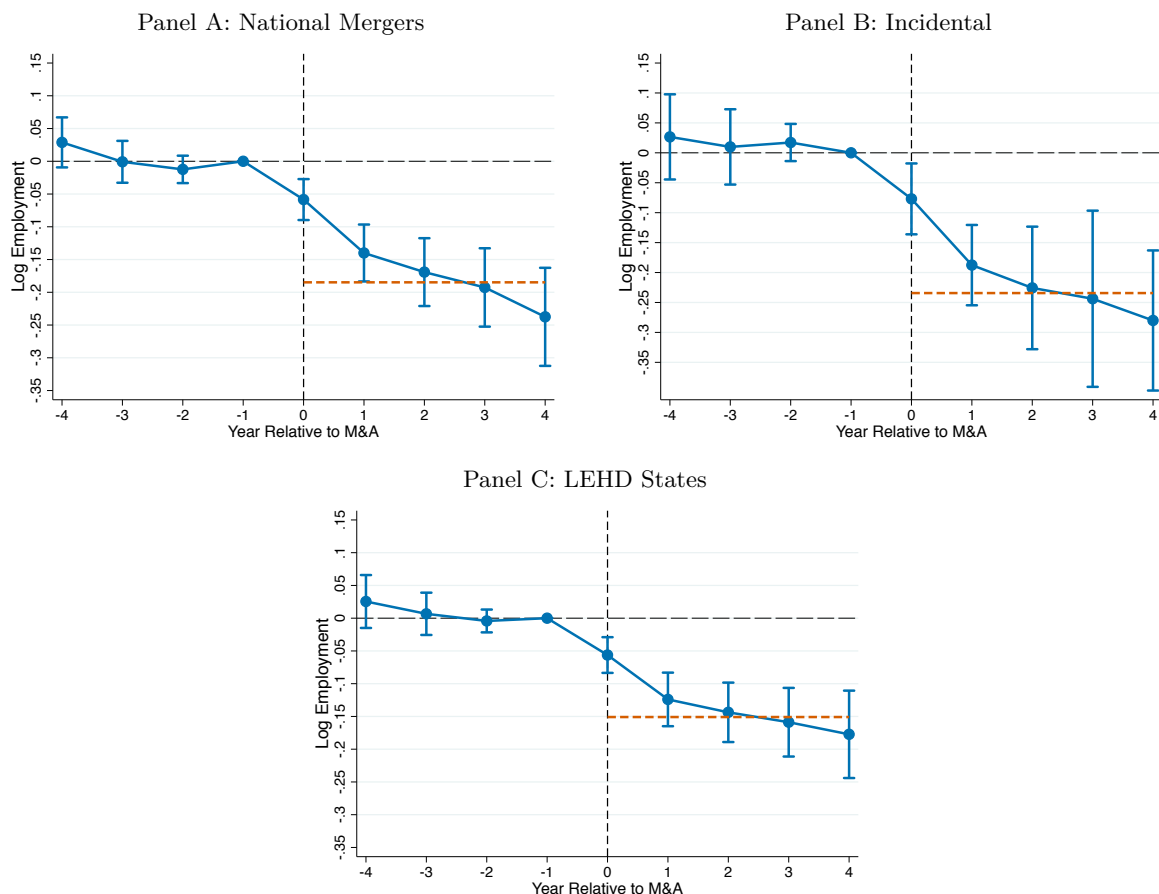 Panel A: National Mergers
Log Employment
.15
.1
.05
0
-.05
-.1
-.15
-.2
-.25
-.3
-.35
-4 -3 -2 -1 0 1 2 3 4
Year Relative to M&A
Panel B: Incidental
Log Employment
.15
.1
.05
0
-.05
-.1
-.15
-.2
-.25
-.3
-.35
-4 -3 -2 -1 0 1 2 3 4
Year Relative to M&A
Panel C: LEHD States
Log Employment
.15
.1
.05
0
-.05
-.1
-.15
-.2
-.25
-.3
-.35
-4 -3 -2 -1 0 1 2 3 4
Year Relative to M&A